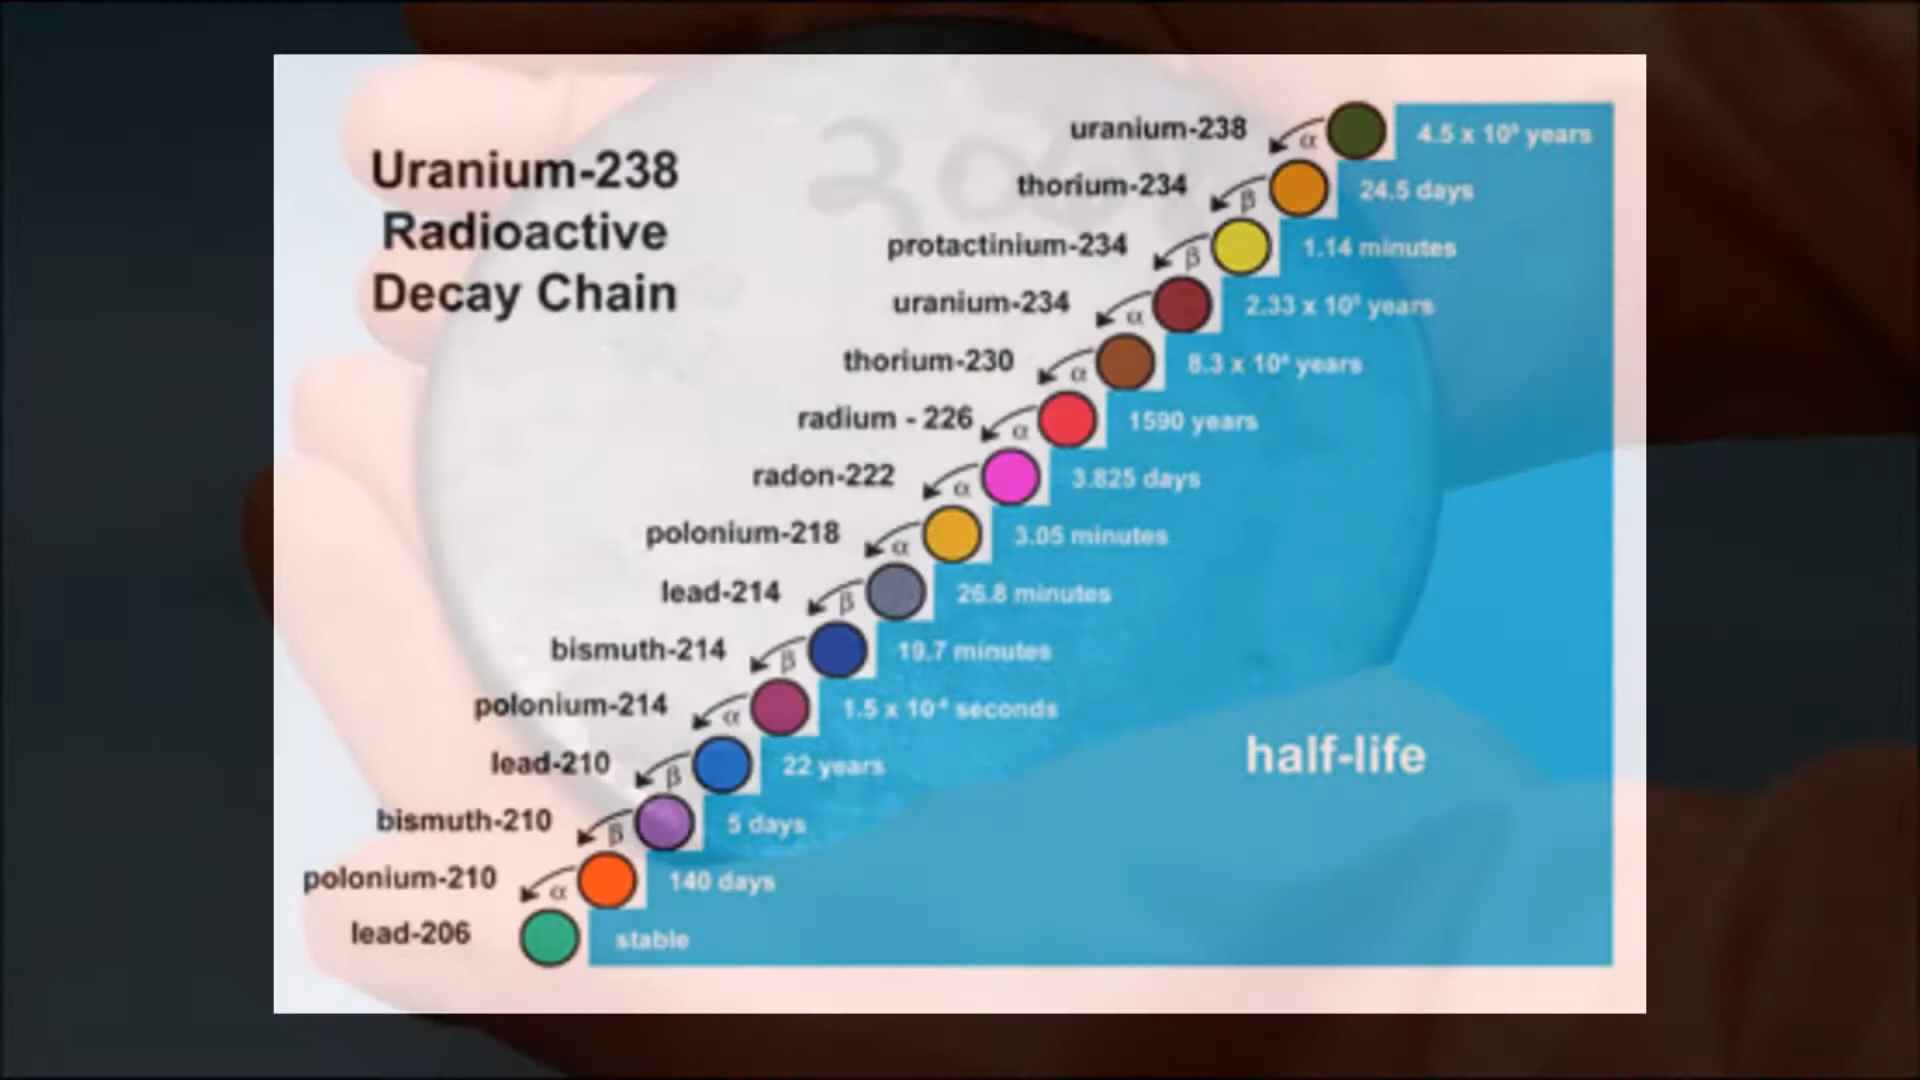 Uranium-238
Radioactive
Decay Chain
uranium-238 α 4.5 x 10⁹ years
thorium-234 β 24.5 days
protactinium-234 β 1.14 minutes
uranium-234 α 2.33 x 10⁵ years
thorium-230 α 8.3 x 10⁴ years
radium - 226 α 1590 years
radon-222 α 3.825 days
polonium-218 α 3.05 minutes
lead-214 β 26.8 minutes
bismuth-214 β 19.7 minutes
polonium-214 α 1.5 x 10⁻⁴ seconds
lead-210 β 22 years
bismuth-210 β 5 days
polonium-210 α 140 days
lead-206 stable
half-life